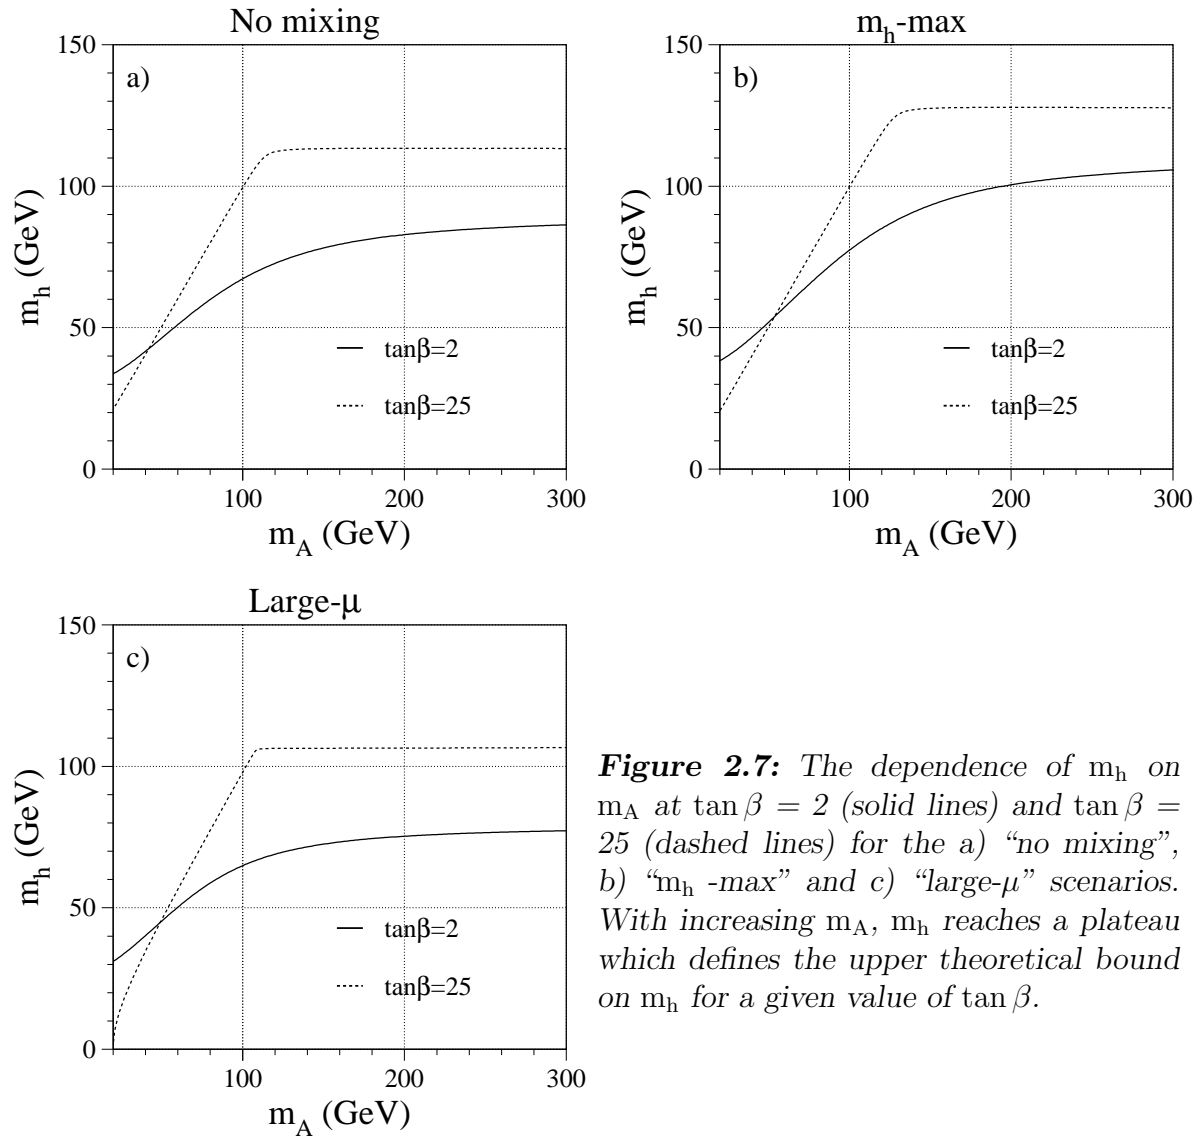 No mixing
a)
150
100
50
0
m_h (GeV)
tanβ=2
tanβ=25
100
200
300
m_A (GeV)
m_h-max
b)
150
100
50
0
m_h (GeV)
tanβ=2
tanβ=25
100
200
300
m_A (GeV)
Large-μ
c)
150
100
50
0
m_h (GeV)
tanβ=2
tanβ=25
100
200
300
m_A (GeV)
Figure 2.7: The dependence of m_h on
m_A at tan β = 2 (solid lines) and tan β =
25 (dashed lines) for the a) “no mixing”,
b) “m_h -max” and c) “large-μ” scenarios.
With increasing m_A, m_h reaches a plateau
which defines the upper theoretical bound
on m_h for a given value of tan β.